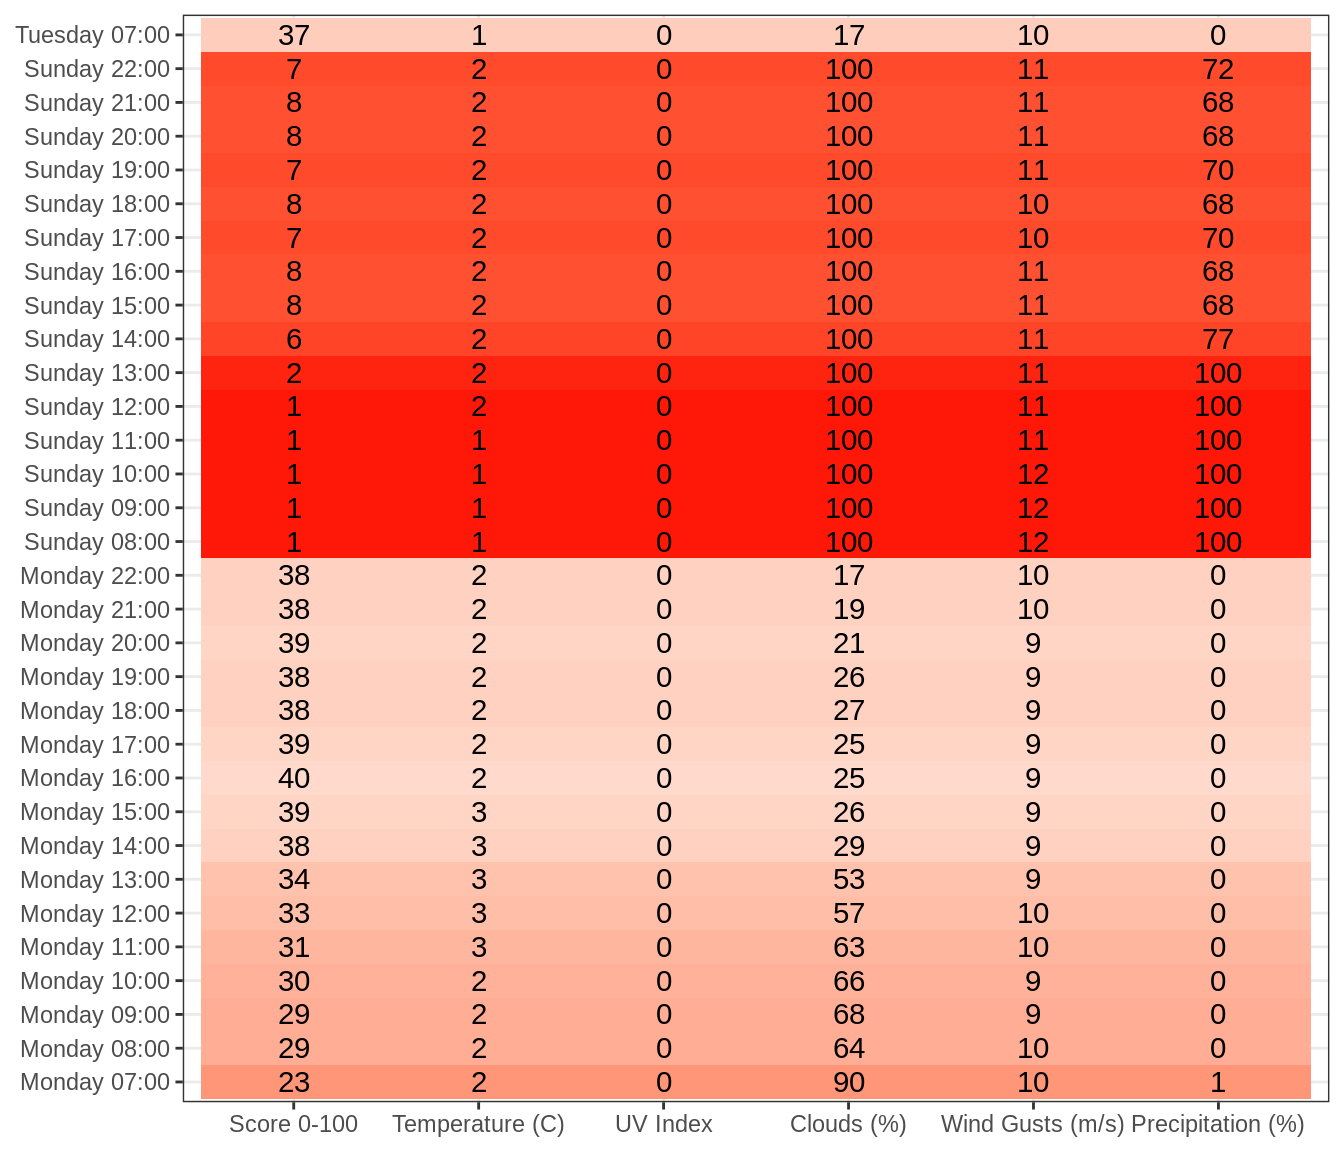 Tuesday 07:00 37 1 0 17 10 0
Sunday 22:00 7 2 0 100 11 72
Sunday 21:00 8 2 0 100 11 68
Sunday 20:00 8 2 0 100 11 68
Sunday 19:00 7 2 0 100 11 70
Sunday 18:00 8 2 0 100 10 68
Sunday 17:00 7 2 0 100 10 70
Sunday 16:00 8 2 0 100 11 68
Sunday 15:00 8 2 0 100 11 68
Sunday 14:00 6 2 0 100 11 77
Sunday 13:00 2 2 0 100 11 100
Sunday 12:00 1 2 0 100 11 100
Sunday 11:00 1 1 0 100 11 100
Sunday 10:00 1 1 0 100 12 100
Sunday 09:00 1 1 0 100 12 100
Sunday 08:00 1 1 0 100 12 100
Monday 22:00 38 2 0 17 10 0
Monday 21:00 38 2 0 19 10 0
Monday 20:00 39 2 0 21 9 0
Monday 19:00 38 2 0 26 9 0
Monday 18:00 38 2 0 27 9 0
Monday 17:00 39 2 0 25 9 0
Monday 16:00 40 2 0 25 9 0
Monday 15:00 39 3 0 26 9 0
Monday 14:00 38 3 0 29 9 0
Monday 13:00 34 3 0 53 9 0
Monday 12:00 33 3 0 57 10 0
Monday 11:00 31 3 0 63 10 0
Monday 10:00 30 2 0 66 9 0
Monday 09:00 29 2 0 68 9 0
Monday 08:00 29 2 0 64 10 0
Monday 07:00 23 2 0 90 10 1
Score 0-100 Temperature (C) UV Index Clouds (%) Wind Gusts (m/s) Precipitation (%)